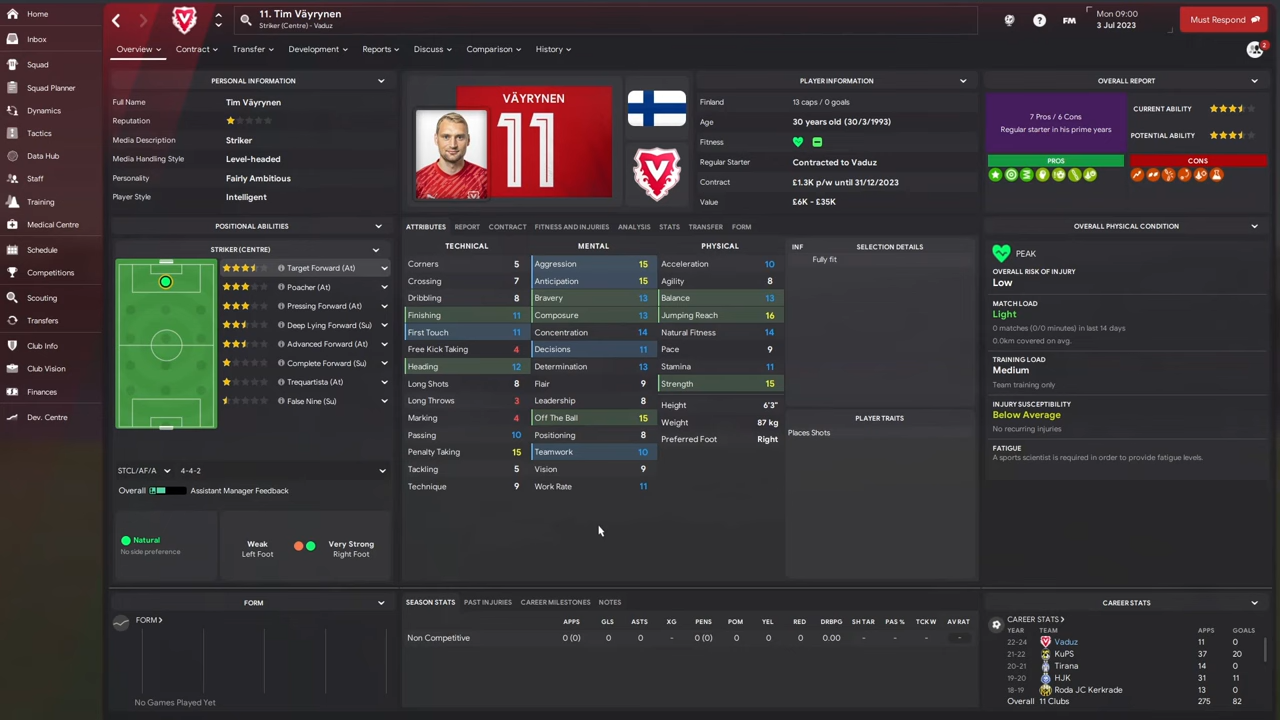 Home
Inbox
Squad
Squad Planner
Dynamics
Tactics
Data Hub
Staff
Training
Medical Centre
Schedule
Competitions
Scouting
Transfers
Club Info
Club Vision
Finances
Dev. Centre
11. Tim Väyrynen
Striker (Centre) - Vaduz
FM
Mon 09:00
3 Jul 2023
Must Respond
Overview
Contract
Transfer
Development
Reports
Discuss
Comparison
History
2
PERSONAL INFORMATION
Full Name Tim Väyrynen
Reputation
Media Description Striker
Media Handling Style Level-headed
Personality Fairly Ambitious
Player Style Intelligent
VÄYRYNEN
11
PLAYER INFORMATION
Finland 13 caps / 0 goals
Age 30 years old (30/3/1993)
Fitness
Regular Starter Contracted to Vaduz
Contract £1.3K p/w until 31/12/2023
Value £6K - £35K
OVERALL REPORT
7 Pros / 6 Cons
Regular starter in his prime years
CURRENT ABILITY
POTENTIAL ABILITY
PROS
CONS
POSITIONAL ABILITIES
STRIKER (CENTRE)
Target Forward (At)
Poacher (At)
Pressing Forward (At)
Deep Lying Forward (Su)
Advanced Forward (At)
Complete Forward (Su)
Trequartista (At)
False Nine (Su)
STCL/AF/A 4-4-2
Overall Assistant Manager Feedback
Natural
No side preference
Weak
Left Foot
Very Strong
Right Foot
ATTRIBUTES REPORT CONTRACT FITNESS AND INJURIES ANALYSIS STATS TRANSFER FORM
TECHNICAL
Corners 5
Crossing 7
Dribbling 8
Finishing 11
First Touch 11
Free Kick Taking 4
Heading 12
Long Shots 8
Long Throws 3
Marking 4
Passing 10
Penalty Taking 15
Tackling 5
Technique 9
MENTAL
Aggression 15
Anticipation 15
Bravery 13
Composure 13
Concentration 14
Decisions 11
Determination 13
Flair 9
Leadership 8
Off The Ball 15
Positioning 8
Teamwork 10
Vision 9
Work Rate 11
PHYSICAL
Acceleration 10
Agility 8
Balance 13
Jumping Reach 16
Natural Fitness 14
Pace 9
Stamina 11
Strength 15
Height 6'3"
Weight 87 kg
Preferred Foot Right
INF SELECTION DETAILS
Fully fit
PLAYER TRAITS
Places Shots
OVERALL PHYSICAL CONDITION
PEAK
OVERALL RISK OF INJURY
Low
MATCH LOAD
Light
0 matches (0/0 minutes) in last 14 days
0.0km covered on avg.
TRAINING LOAD
Medium
Team training only
INJURY SUSCEPTIBILITY
Below Average
No recurring injuries
FATIGUE
A sports scientist is required in order to provide fatigue levels.
FORM
FORM
No Games Played Yet
SEASON STATS PAST INJURIES CAREER MILESTONES NOTES
APPS GLS ASTS XG PENS POM YEL RED DRBPG SH TAR PAS % TCK W AV RAT
Non Competitive 0 (0) 0 0 - 0 (0) 0 0 0 0.00 - - - -
CAREER STATS
CAREER STATS
YEAR TEAM APPS GOALS
22-24 Vaduz 11 0
21-22 KuPS 37 20
20-21 Tirana 14 0
19-20 HJK 31 11
18-19 Roda JC Kerkrade 13 0
Overall 11 Clubs 275 82